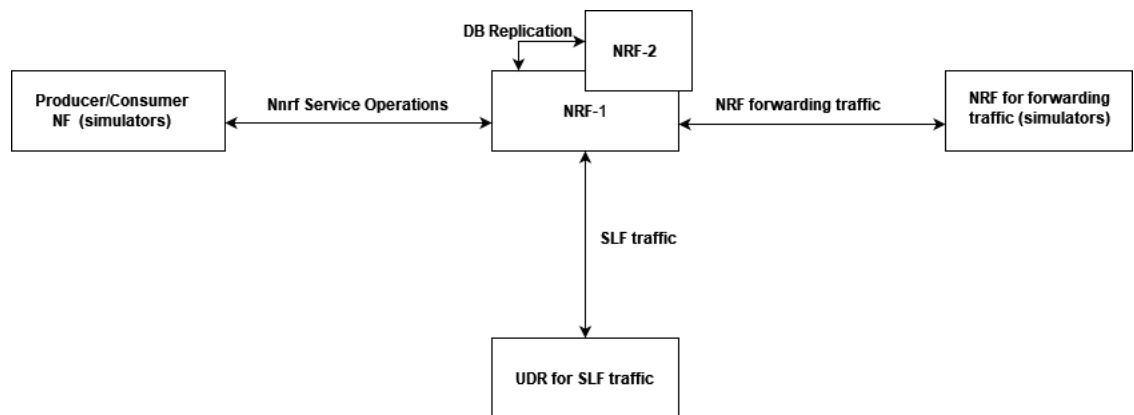 DB Replication
NRF-2
Producer/Consumer
NF (simulators)
Nnrf Service Operations
NRF-1
NRF forwarding traffic
NRF for forwarding
traffic (simulators)
SLF traffic
UDR for SLF traffic